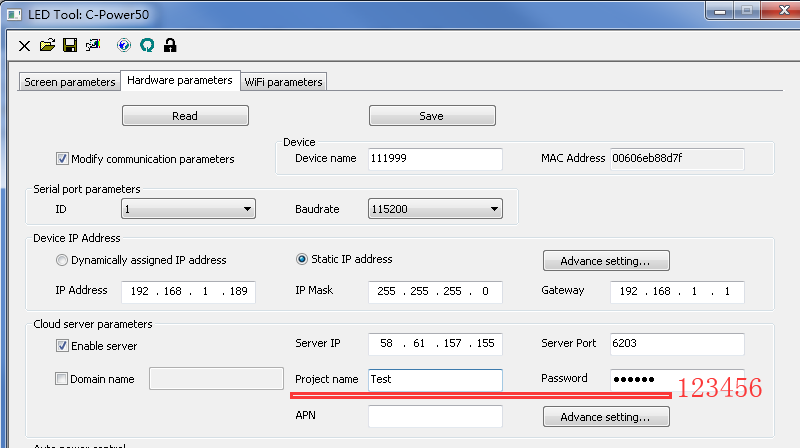 LED Tool: C-Power50
Screen parameters Hardware parameters WiFi parameters
Read Save
Device
Modify communication parameters Device name 111999 MAC Address 00606eb88d7f
Serial port parameters
ID 1 Baudrate 115200
Device IP Address
Dynamically assigned IP address Static IP address Advance setting...
IP Address 192 . 168 . 1 . 189 IP Mask 255 . 255 . 255 . 0 Gateway 192 . 168 . 1 . 1
Cloud server parameters
Enable server Server IP 58 . 61 . 157 . 155 Server Port 6203
Domain name Project name Test Password ●●●●●● 123456
APN Advance setting...
Auto power control